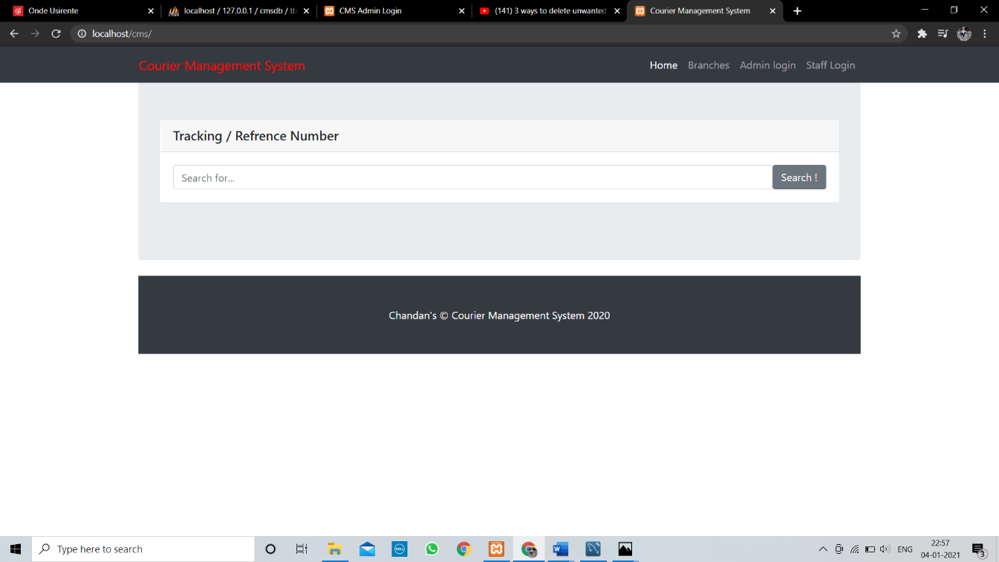 Onde Usirente
localhost / 127.0.0.1 / cmsdb / tb
CMS Admin Login
(141) 3 ways to delete unwanted
Courier Management System
localhost/cms/
Courier Management System
Home Branches Admin login Staff Login
Tracking / Refrence Number
Search for...
Search !
Chandan's © Courier Management System 2020
Type here to search
DELL
ENG
22:57
04-01-2021
3